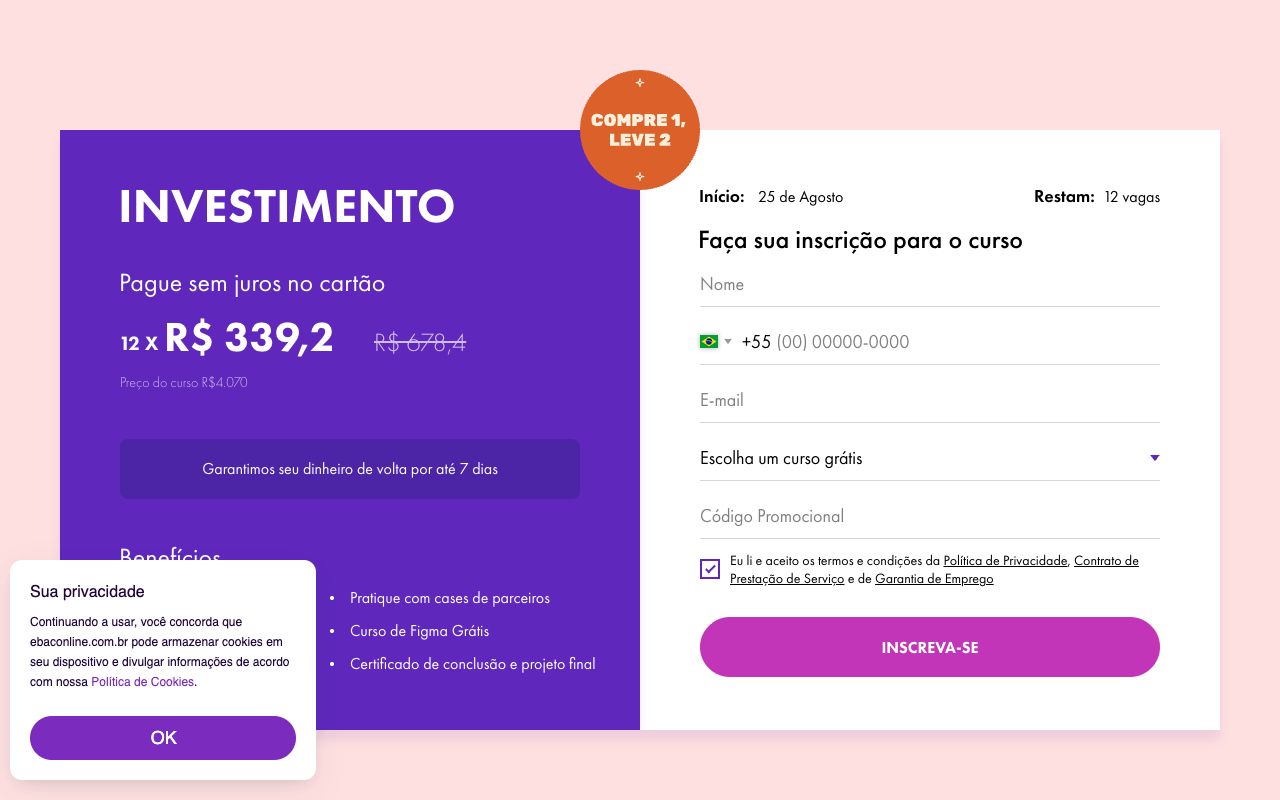 COMPRE 1,
LEVE 2
INVESTIMENTO
Pague sem juros no cartão
12 X R$ 339,2 R$ 678,4
Preço do curso R$4.070
Garantimos seu dinheiro de volta por até 7 dias
Benefícios
Pratique com cases de parceiros
Curso de Figma Grátis
Certificado de conclusão e projeto final
Início: 25 de Agosto
Restam: 12 vagas
Faça sua inscrição para o curso
Nome
+55 (00) 00000-0000
E-mail
Escolha um curso grátis
Código Promocional
Eu li e aceito os termos e condições da Política de Privacidade, Contrato de
Prestação de Serviço e de Garantia de Emprego
INSCREVA-SE
Sua privacidade
Continuando a usar, você concorda que
ebaconline.com.br pode armazenar cookies em
seu dispositivo e divulgar informações de acordo
com nossa Política de Cookies.
OK